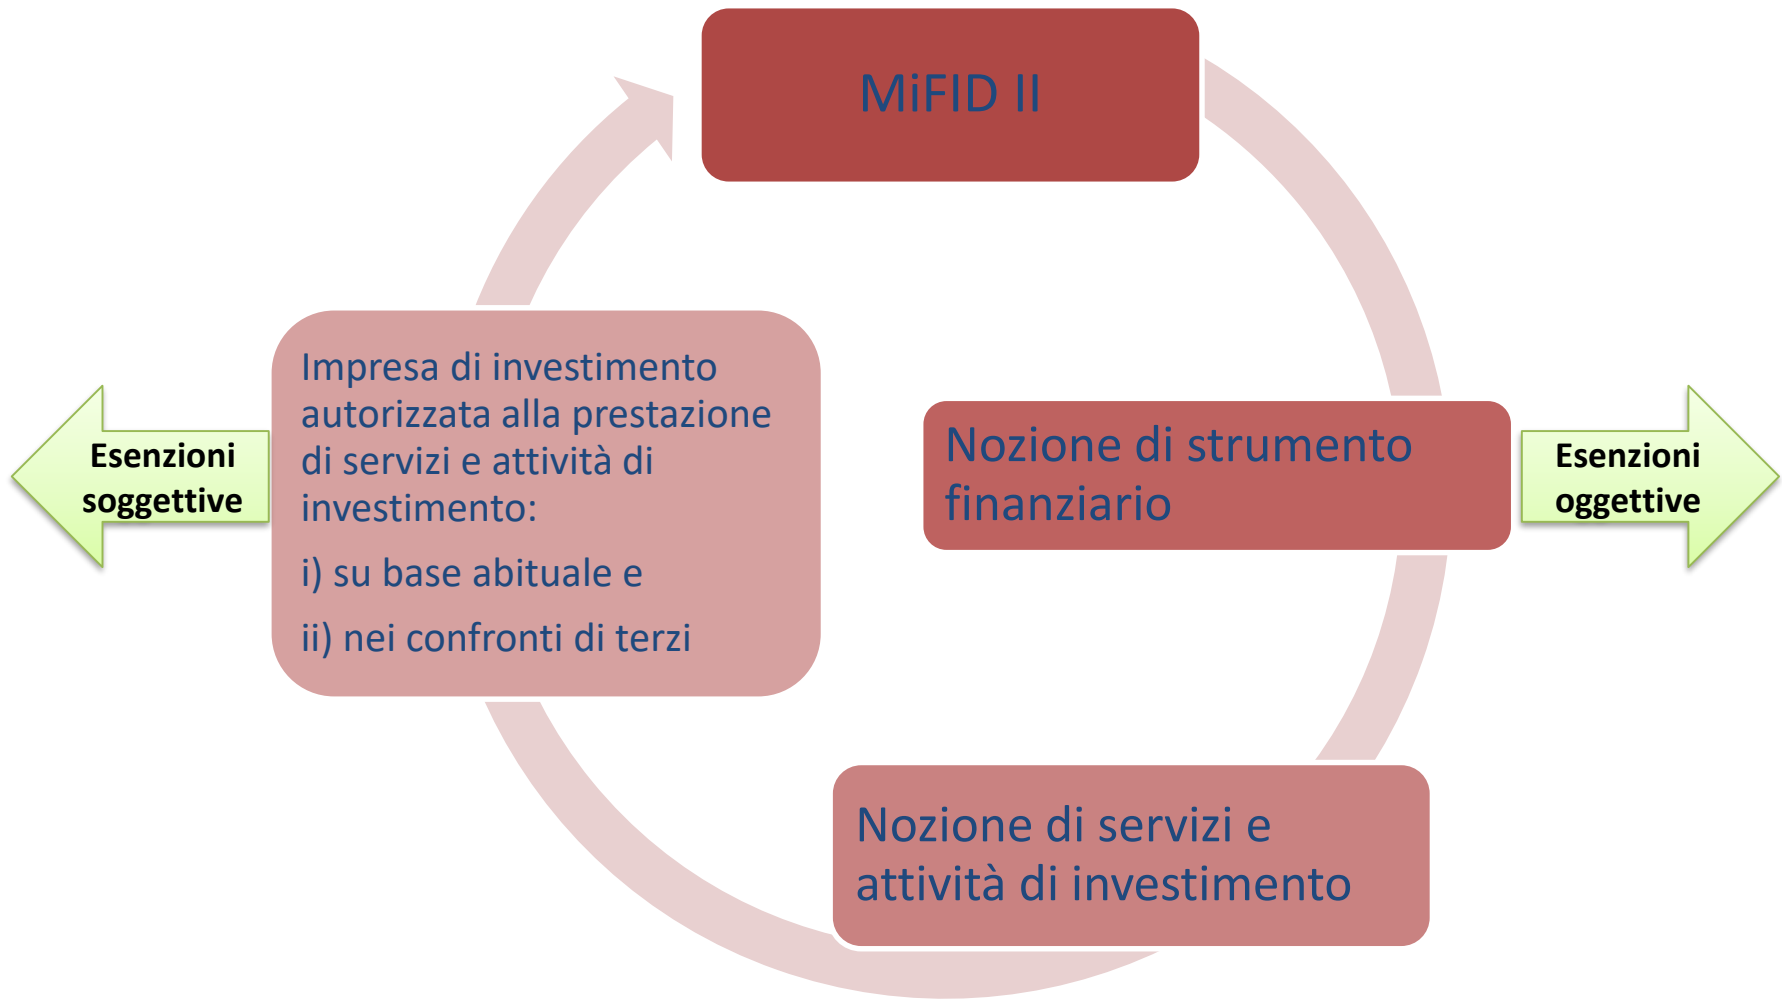 MiFID II
Impresa di investimento
autorizzata alla prestazione
di servizi e attività di
investimento:
i) su base abituale e
ii) nei confronti di terzi
Esenzioni
soggettive
Nozione di strumento
finanziario
Esenzioni
oggettive
Nozione di servizi e
attività di investimento